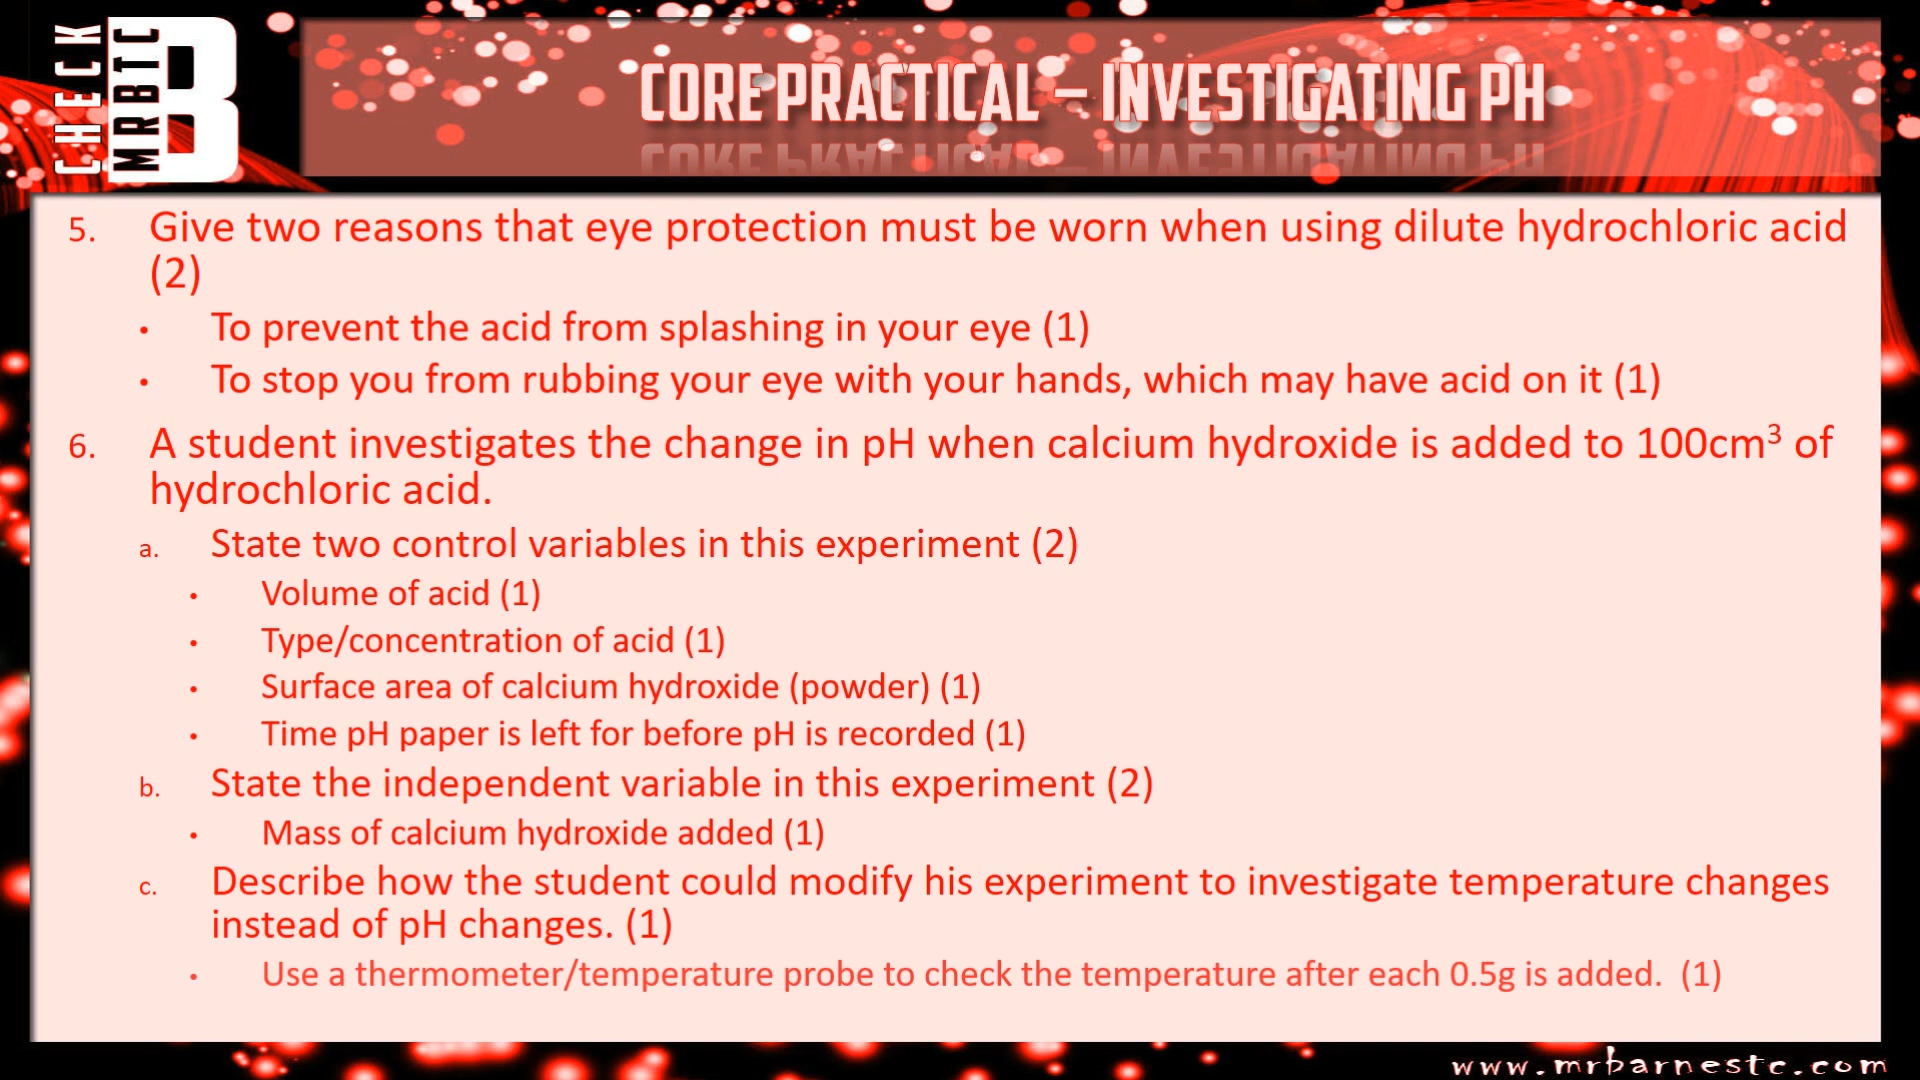 CHECK
MRBTC
B
CORE PRACTICAL – INVESTIGATING PH
5. Give two reasons that eye protection must be worn when using dilute hydrochloric acid
(2)
• To prevent the acid from splashing in your eye (1)
• To stop you from rubbing your eye with your hands, which may have acid on it (1)
6. A student investigates the change in pH when calcium hydroxide is added to 100cm³ of
hydrochloric acid.
a. State two control variables in this experiment (2)
• Volume of acid (1)
• Type/concentration of acid (1)
• Surface area of calcium hydroxide (powder) (1)
• Time pH paper is left for before pH is recorded (1)
b. State the independent variable in this experiment (2)
• Mass of calcium hydroxide added (1)
c. Describe how the student could modify his experiment to investigate temperature changes
instead of pH changes. (1)
• Use a thermometer/temperature probe to check the temperature after each 0.5g is added. (1)
www.mrbarnestc.com